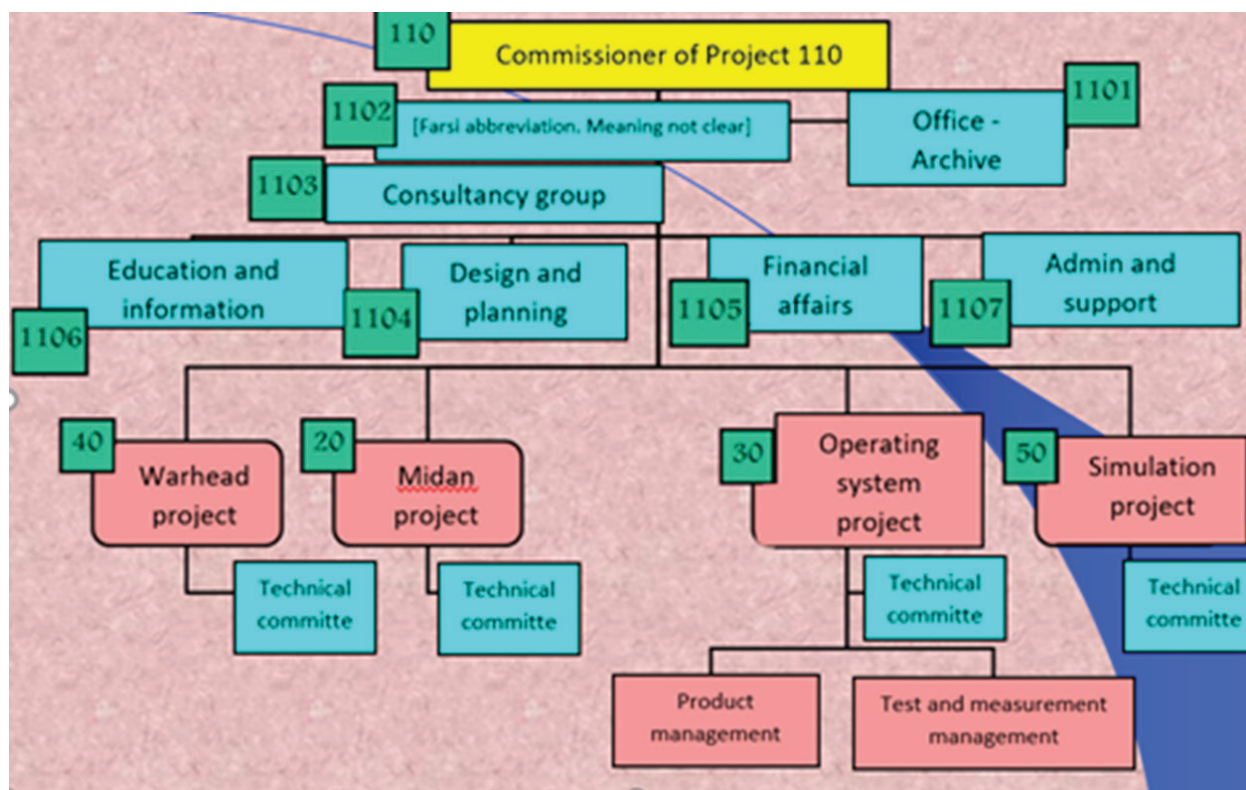 110
Commissioner of Project 110
1102
[Farsi abbreviation. Meaning not clear]
1101
Office -
Archive
1103
Consultancy group
Education and
information
1106
Design and
planning
1104
Financial
affairs
1105
Admin and
support
1107
40
Warhead
project
20
Midan
project
30
Operating
system
project
50
Simulation
project
Technical
committe
Technical
committe
Technical
committe
Technical
committe
Product
management
Test and measurement
management